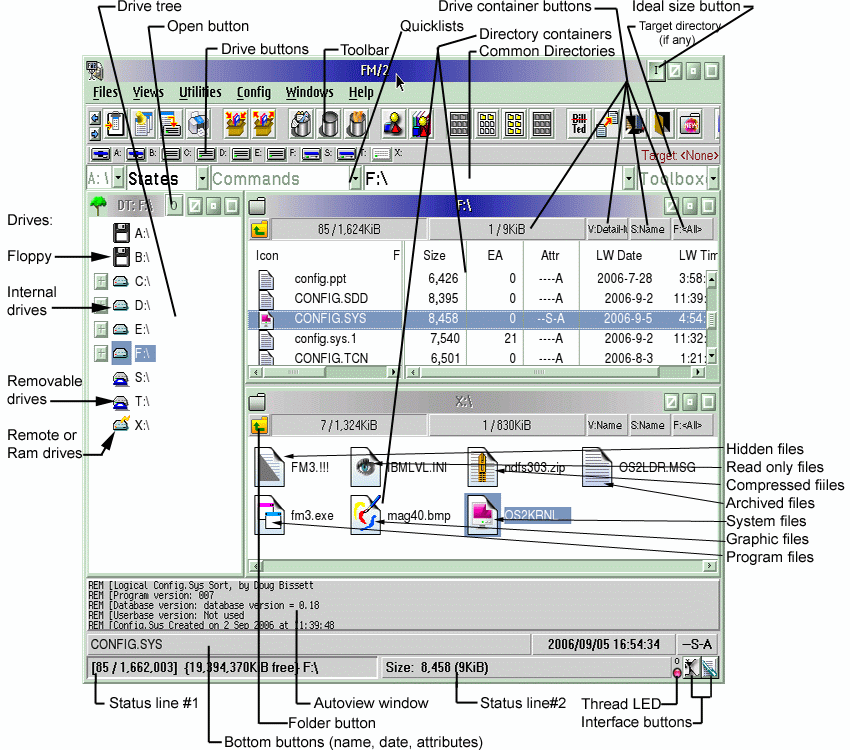 Drive tree
Open button
Drive buttons
Toolbar
Quicklists
Drive container buttons
Directory containers
Common Directories
Ideal size button
Target directory
(if any)
FM/2
I
Files Views Utilities Config Windows Help
Bill-
Ted
A: B: C: D: E: F: S: T: X:
Target: <None>
A:\ States Commands F:\ Toolbox
DT: F:\ O
F:\
85 / 1,624KiB 1 / 9KiB V:Detail-M S:Name F:<All>
Icon F Size EA Attr LW Date LW Tim
config.ppt 6,426 0 ----A 2006-7-28 3:58:
CONFIG.SDD 8,395 0 ----A 2006-9-2 11:39:
CONFIG.SYS 8,458 0 --S-A 2006-9-5 4:54:
config.sys.1 7,540 21 ----A 2006-9-2 11:32:
CONFIG.TCN 6,501 0 ----A 2006-8-3 1:21:
Drives:
Floppy
Internal
drives
Removable
drives
Remote or
Ram drives
A:\
B:\
C:\
D:\
E:\
F:\
S:\
T:\
X:\
X:\
7 / 1,324KiB 1 / 830KiB V:Name S:Name F:<All>
FM3.!!! IBMLVL.INI ndfs303.zip OS2LDR.MSG
fm3.exe mag40.bmp OS2KRNL
Hidden files
Read only files
Compressed files
Archived files
System files
Graphic files
Program files
REM [Logical Config.Sys Sort, by Doug Bissett
REM [Program version: 007
REM [Database version: database version = 0.18
REM [Userbase version: Not used
REM [Config.Sys Created on 2 Sep 2006 at 11:39:48
CONFIG.SYS 2006/09/05 16:54:34 --S-A
[85 / 1,662,003] {19,394,370KiB free} F:\ Size: 8,458 (9KiB) 0
Status line #1
Autoview window
Status line#2
Thread LED
Folder button
Interface buttons
Bottom buttons (name, date, attributes)